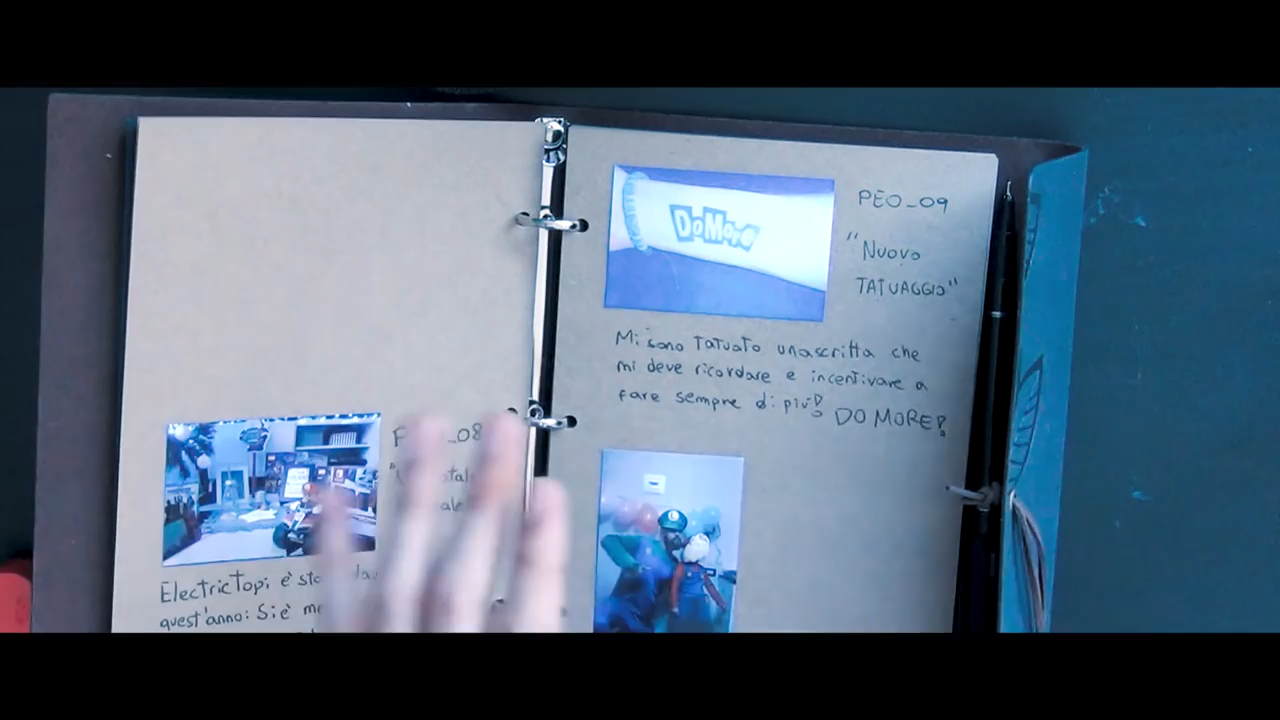 ElectricTopi è
quest'anno: Si è
DoMore
PEO_09
"Nuovo
TATUAGGIO"
Mi sono tatuato una scritta che
mi deve ricordare e incentivare a
fare sempre di più! DO MORE!